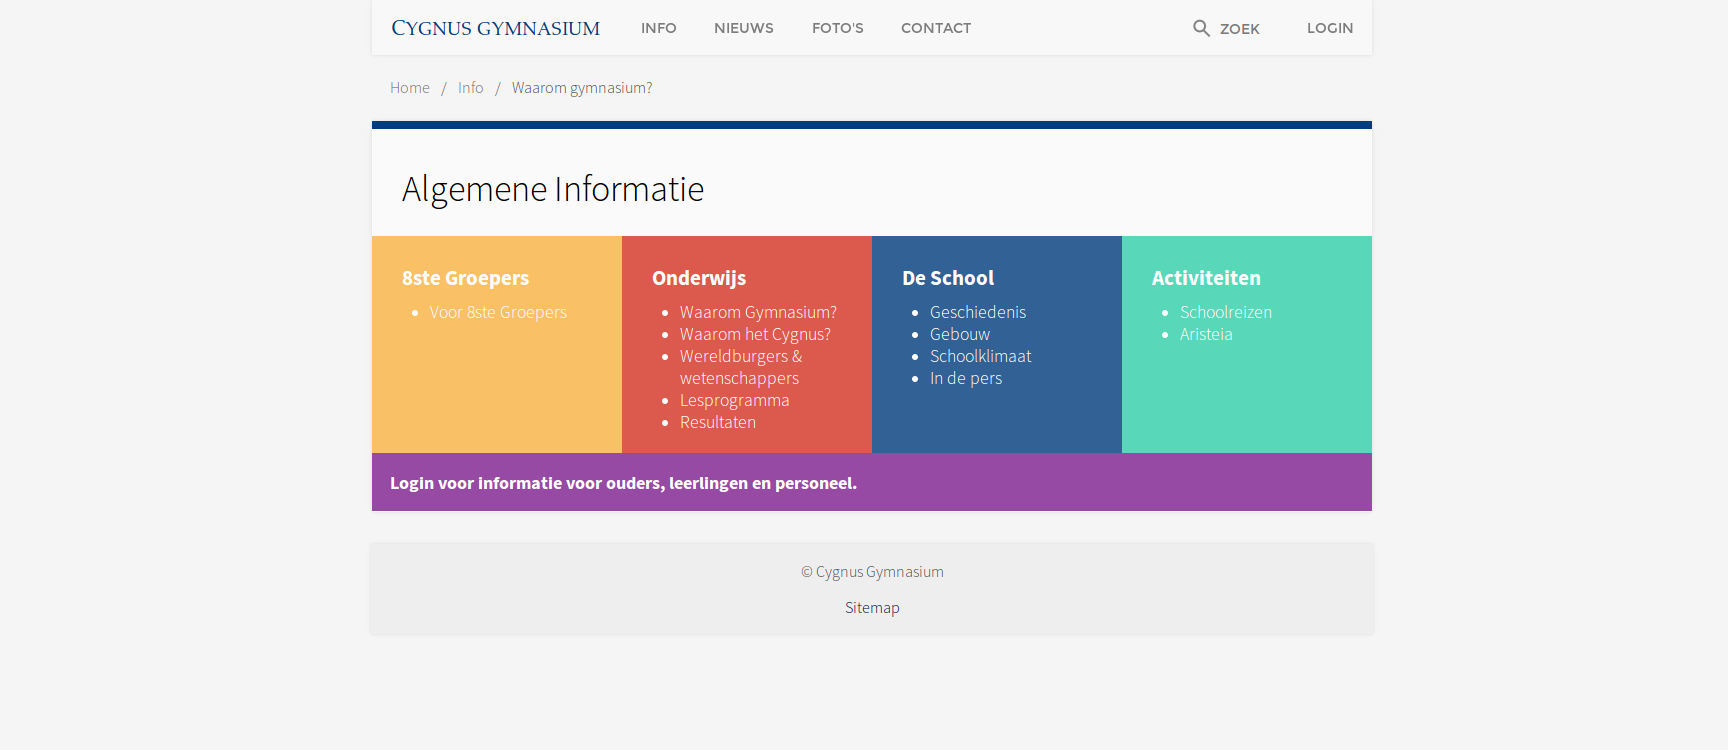 CYGNUS GYMNASIUM INFO NIEUWS FOTO'S CONTACT ZOEK LOGIN
Home / Info / Waarom gymnasium?
Algemene Informatie
8ste Groepers
Voor 8ste Groepers
Onderwijs
Waarom Gymnasium?
Waarom het Cygnus?
Wereldburgers &
wetenschappers
Lesprogramma
Resultaten
De School
Geschiedenis
Gebouw
Schoolklimaat
In de pers
Activiteiten
Schoolreizen
Aristeia
Login voor informatie voor ouders, leerlingen en personeel.
© Cygnus Gymnasium
Sitemap